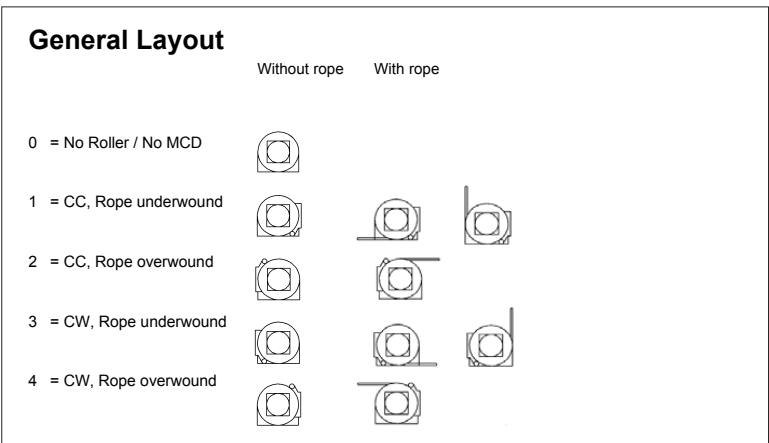 General Layout
Without rope With rope
0 = No Roller / No MCD
1 = CC, Rope underwound
2 = CC, Rope overwound
3 = CW, Rope underwound
4 = CW, Rope overwound